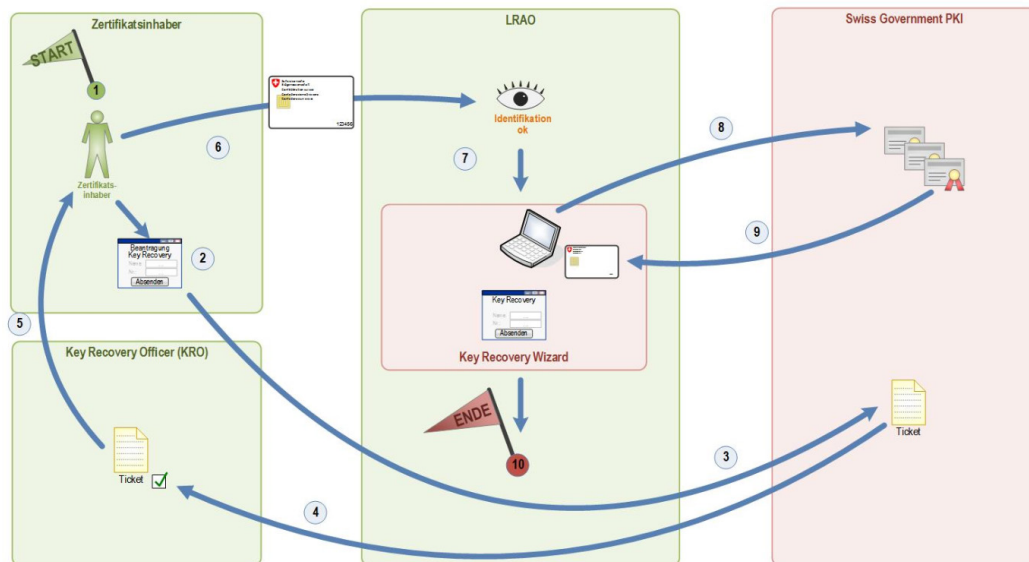 Zertifikatsinhaber
LRAO
Swiss Government PKI
START
1
Zertifikats-
inhaber
6
123456
Identifikation
ok
7
8
9
Beantragung
Key Recovery
Absenden
2
Key Recovery
Absenden
Key Recovery Wizard
5
Key Recovery Officer (KRO)
Ticket
ENDE
10
3
Ticket
4